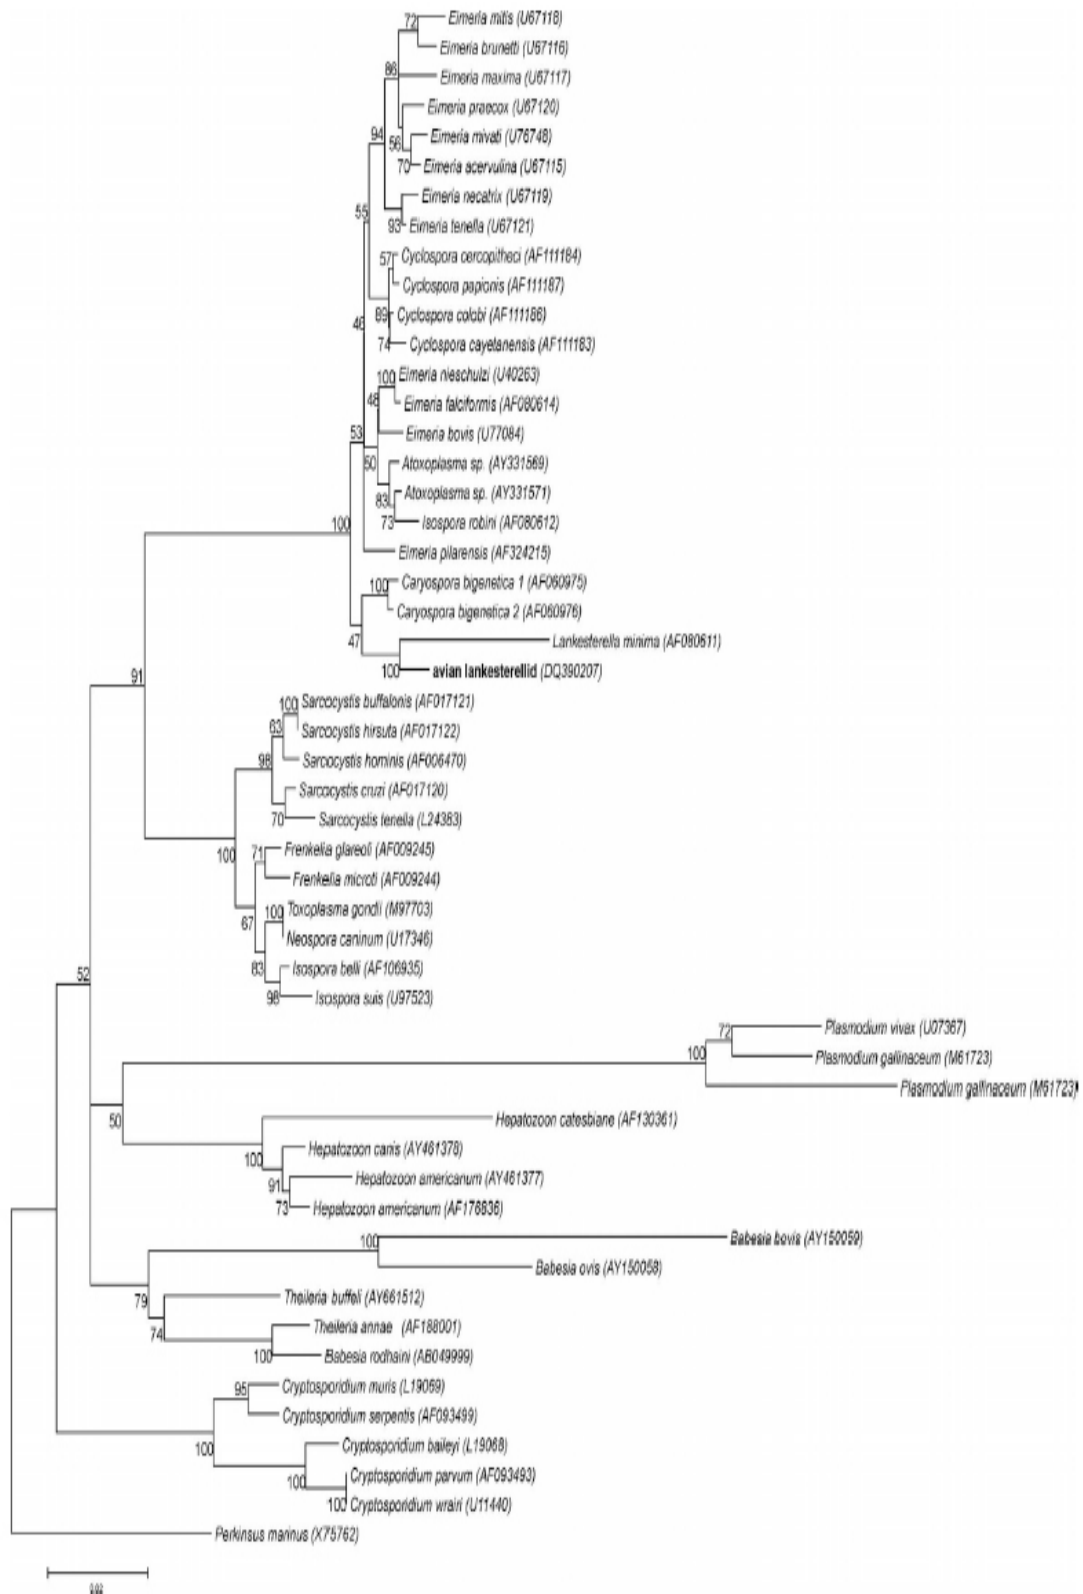 72 Eimeria mitis (U67118)
Eimeria brunetti (U67116)
86 Eimeria maxima (U67117)
Eimeria praecox (U67120)
94 56 Eimeria mivati (U76748)
70 Eimeria acervulina (U67115)
Eimeria necatrix (U67119)
55 93 Eimeria tenella (U67121)
57 Cyclospora cercopitheci (AF111184)
Cyclospora papionis (AF111187)
89 Cyclospora colobi (AF111186)
46 74 Cyclospora cayetanensis (AF111183)
100 Eimeria nieschulzi (U40263)
48 Eimeria falciformis (AF080614)
53 Eimeria bovis (U77084)
50 Atoxoplasma sp. (AY331569)
83 Atoxoplasma sp. (AY331571)
100 73 Isospora robini (AF080612)
Eimeria pilarensis (AF324215)
100 Caryospora bigenetica 1 (AF060975)
Caryospora bigenetica 2 (AF060976)
47 Lankesterella minima (AF080611)
91 100 avian lankesterellid (DQ390207)
100 Sarcocystis buffalonis (AF017121)
63 Sarcocystis hirsuta (AF017122)
98 Sarcocystis hominis (AF006470)
Sarcocystis cruzi (AF017120)
70 Sarcocystis tenella (L24383)
100 71 Frenkelia glareoli (AF009245)
Frenkelia microti (AF009244)
67 100 Toxoplasma gondii (M97703)
Neospora caninum (U17346)
83 Isospora belli (AF106935)
52 98 Isospora suis (U97523)
72 Plasmodium vivax (U07367)
100 Plasmodium gallinaceum (M61723)
Plasmodium gallinaceum (M61723)
50 Hepatozoon catesbiane (AF130361)
100 Hepatozoon canis (AY461378)
91 Hepatozoon americanum (AY461377)
73 Hepatozoon americanum (AF176836)
100 Babesia bovis (AY150059)
Babesia ovis (AY150058)
79 Theileria buffeli (AY661512)
74 Theileria annae (AF188001)
100 Babesia rodhaini (AB049999)
95 Cryptosporidium muris (L19069)
Cryptosporidium serpentis (AF093499)
100 Cryptosporidium baileyi (L19068)
100 Cryptosporidium parvum (AF093493)
100 Cryptosporidium wrairi (U11440)
Perkinsus marinus (X75762)
0.02